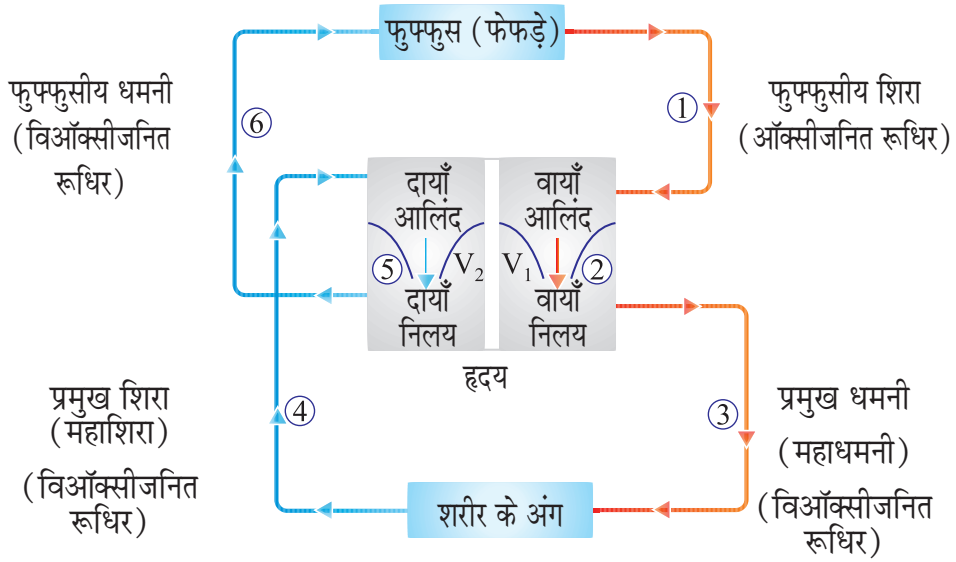 फुफ्फुस (फेफड़े)
फुफ्फुसीय धमनी
(विऑक्सीजनित
रूधिर)
⑥
①
फुफ्फुसीय शिरा
(ऑक्सीजनित रूधिर)
दायाँ
आलिंद
वायाँ
आलिंद
⑤
V₂
V₁
②
दायाँ
निलय
वायाँ
निलय
हृदय
प्रमुख शिरा
(महाशिरा)
(विऑक्सीजनित
रूधिर)
④
③
प्रमुख धमनी
(महाधमनी)
(विऑक्सीजनित
रूधिर)
शरीर के अंग